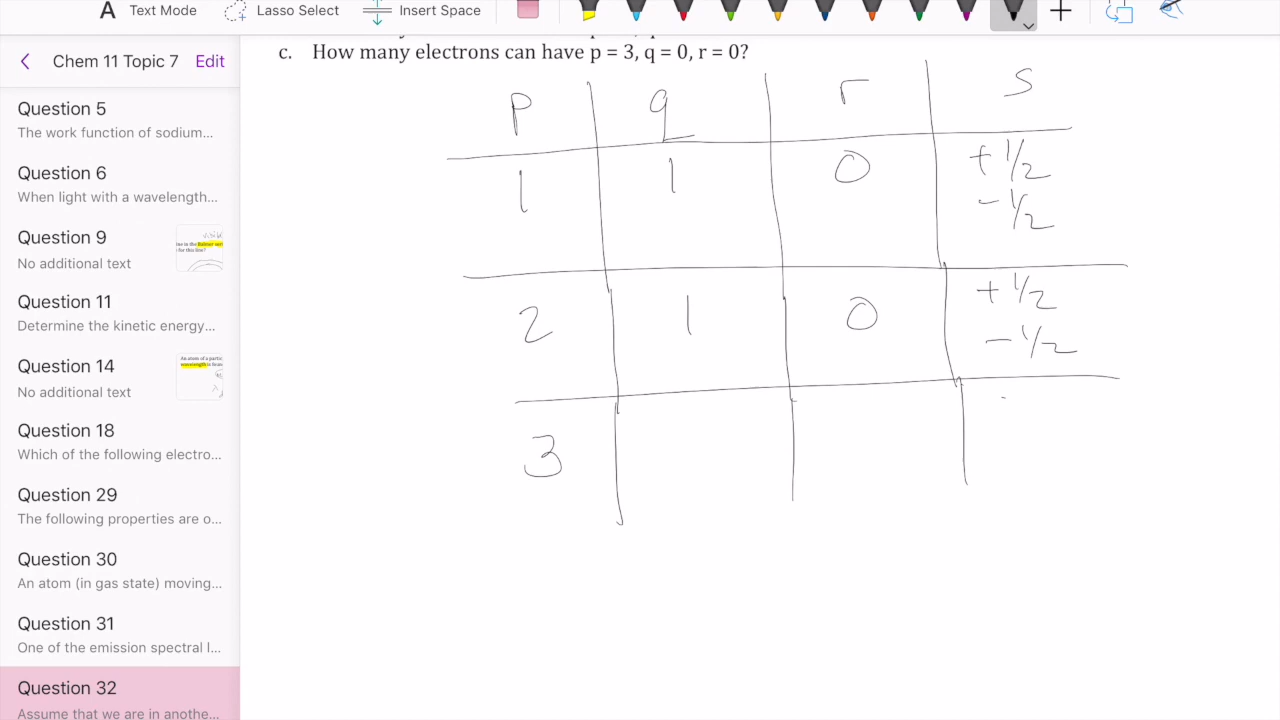 Text Mode Lasso Select Insert Space
Chem 11 Topic 7 Edit
Question 5
The work function of sodium...
Question 6
When light with a wavelength...
Question 9
No additional text
Question 11
Determine the kinetic energy...
Question 14
No additional text
Question 18
Which of the following electro...
Question 29
The following properties are o...
Question 30
An atom (in gas state) moving...
Question 31
One of the emission spectral l...
Question 32
Assume that we are in anothe...
c. How many electrons can have p = 3, q = 0, r = 0?
p q r s
1 1 0 +1/2
-1/2
2 1 0 +1/2
-1/2
3